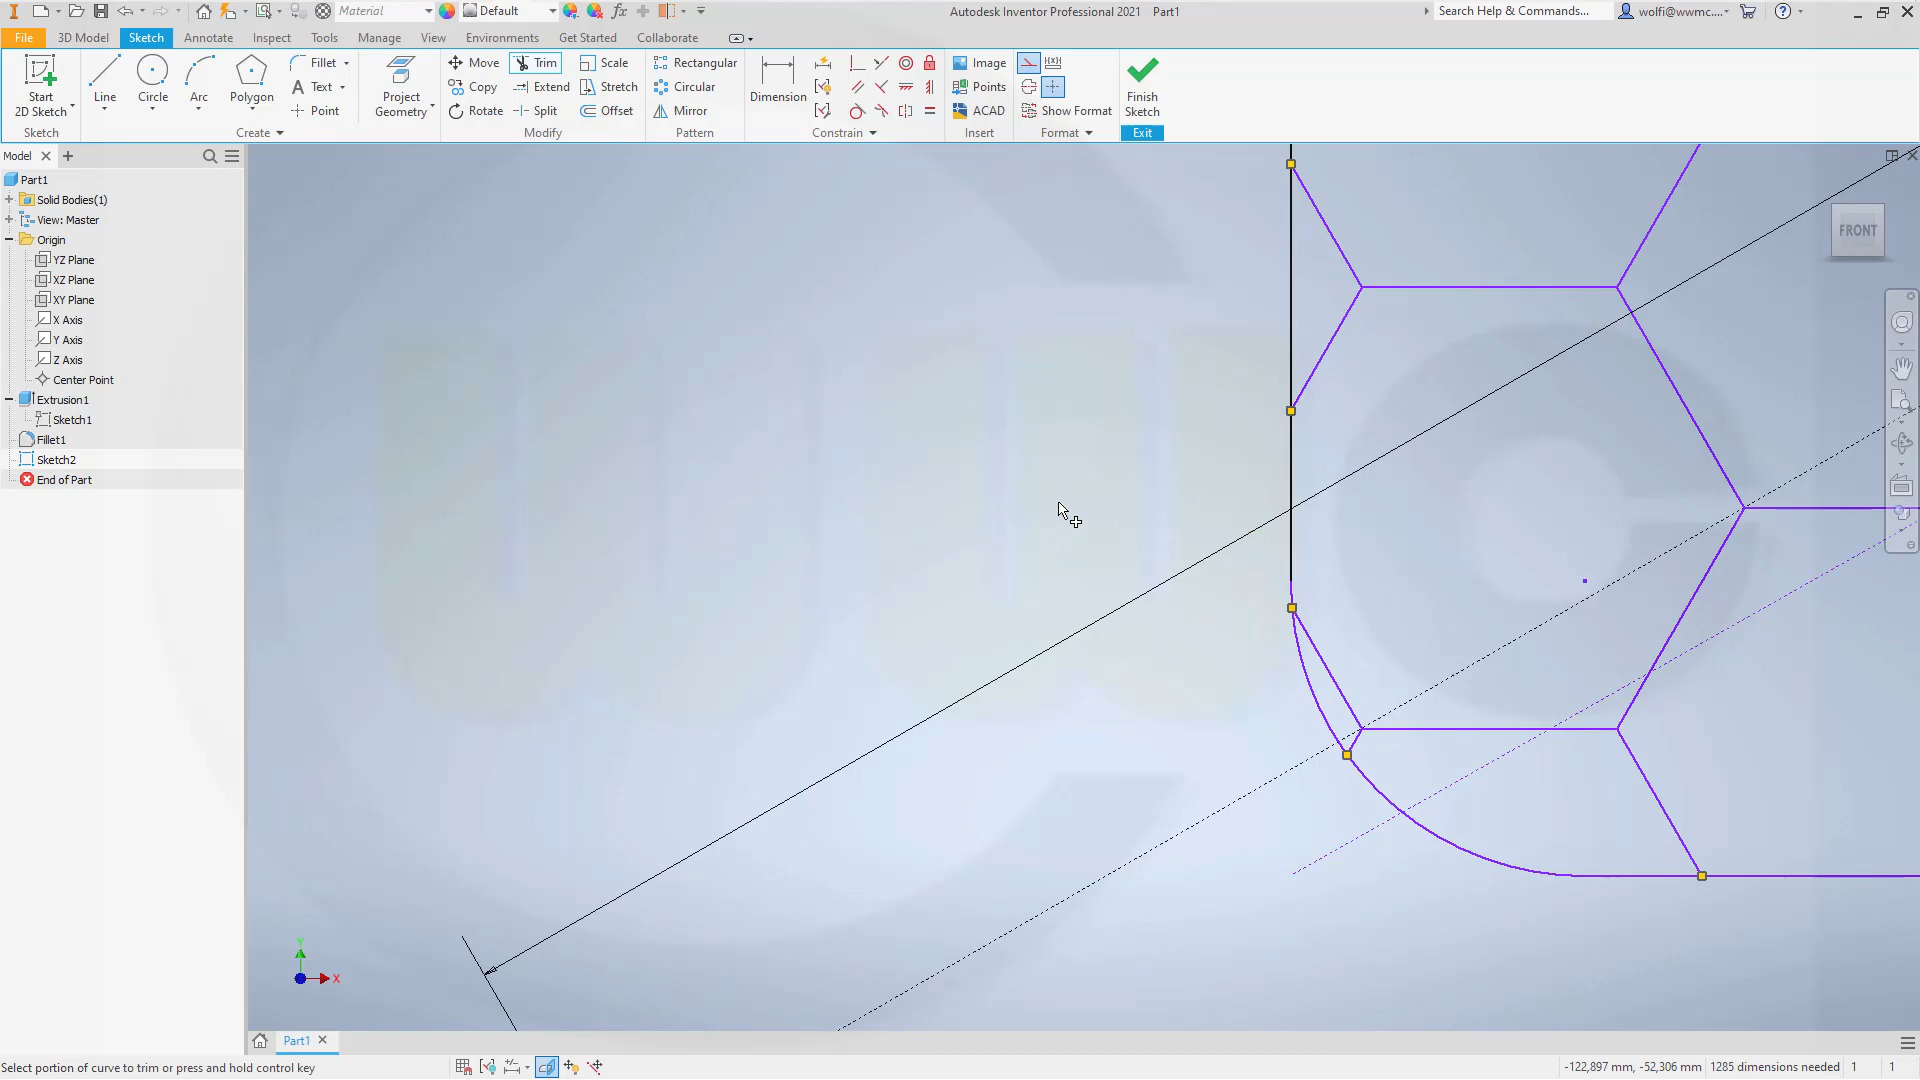 Material
Default
Autodesk Inventor Professional 2021 Part1
Search Help & Commands...
wolfi@wwmc....
File
3D Model
Sketch
Annotate
Inspect
Tools
Manage
View
Environments
Get Started
Collaborate
Start
2D Sketch
Line
Circle
Arc
Polygon
Fillet
Text
Point
Project
Geometry
Move
Copy
Rotate
Trim
Extend
Split
Scale
Stretch
Offset
Rectangular
Circular
Mirror
Dimension
Image
Points
ACAD
Show Format
Finish
Sketch
Sketch
Create
Modify
Pattern
Constrain
Insert
Format
Exit
Model
Part1
Solid Bodies(1)
View: Master
Origin
YZ Plane
XZ Plane
XY Plane
X Axis
Y Axis
Z Axis
Center Point
Extrusion1
Sketch1
Fillet1
Sketch2
End of Part
FRONT
Y
X
Part1
Select portion of curve to trim or press and hold control key
-122,897 mm, -52,306 mm
1285 dimensions needed
1
1